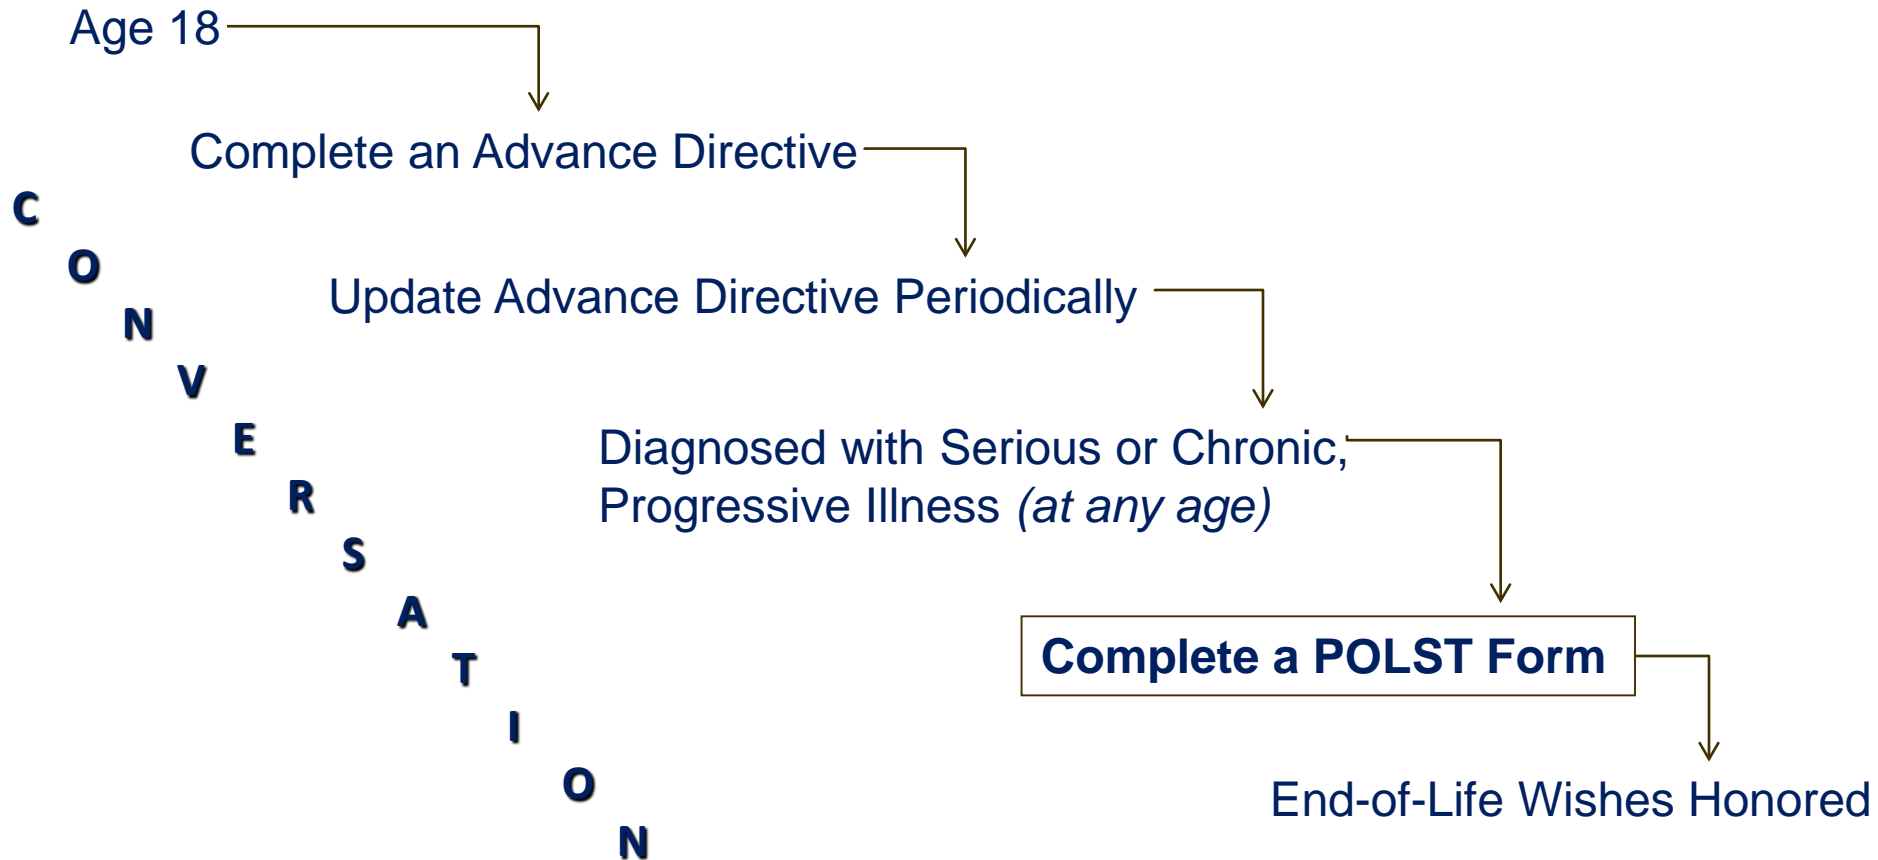 Age 18
Complete an Advance Directive
Update Advance Directive Periodically
Diagnosed with Serious or Chronic,
Progressive Illness (at any age)
Complete a POLST Form
End-of-Life Wishes Honored
CONVERSATION